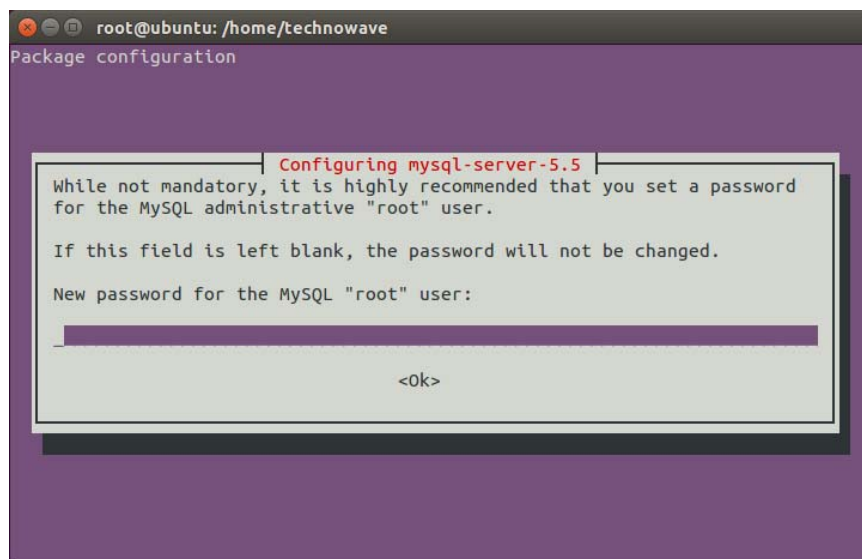 root@ubuntu: /home/technowave
Package configuration
Configuring mysql-server-5.5
While not mandatory, it is highly recommended that you set a password
for the MySQL administrative "root" user.
If this field is left blank, the password will not be changed.
New password for the MySQL "root" user:
_
<Ok>